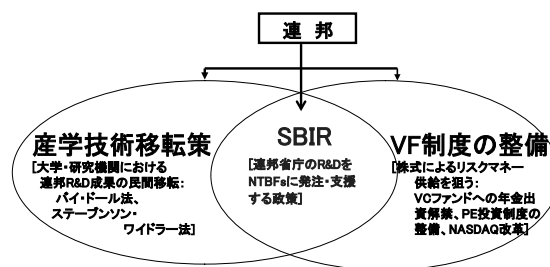 連 邦
産学技術移転策
[大学・研究機関における
連邦R&D成果の民間移転:
バイ・ドール法、
ステーブンソン・
ワイドラー法]
SBIR
[連邦省庁のR&Dを
NTBFsに発注・支援
する政策]
VF制度の整備
[株式によるリスクマネー
供給を狙う:
VCファンドへの年金出
資解禁、PE投資制度の
整備、NASDAQ改革]